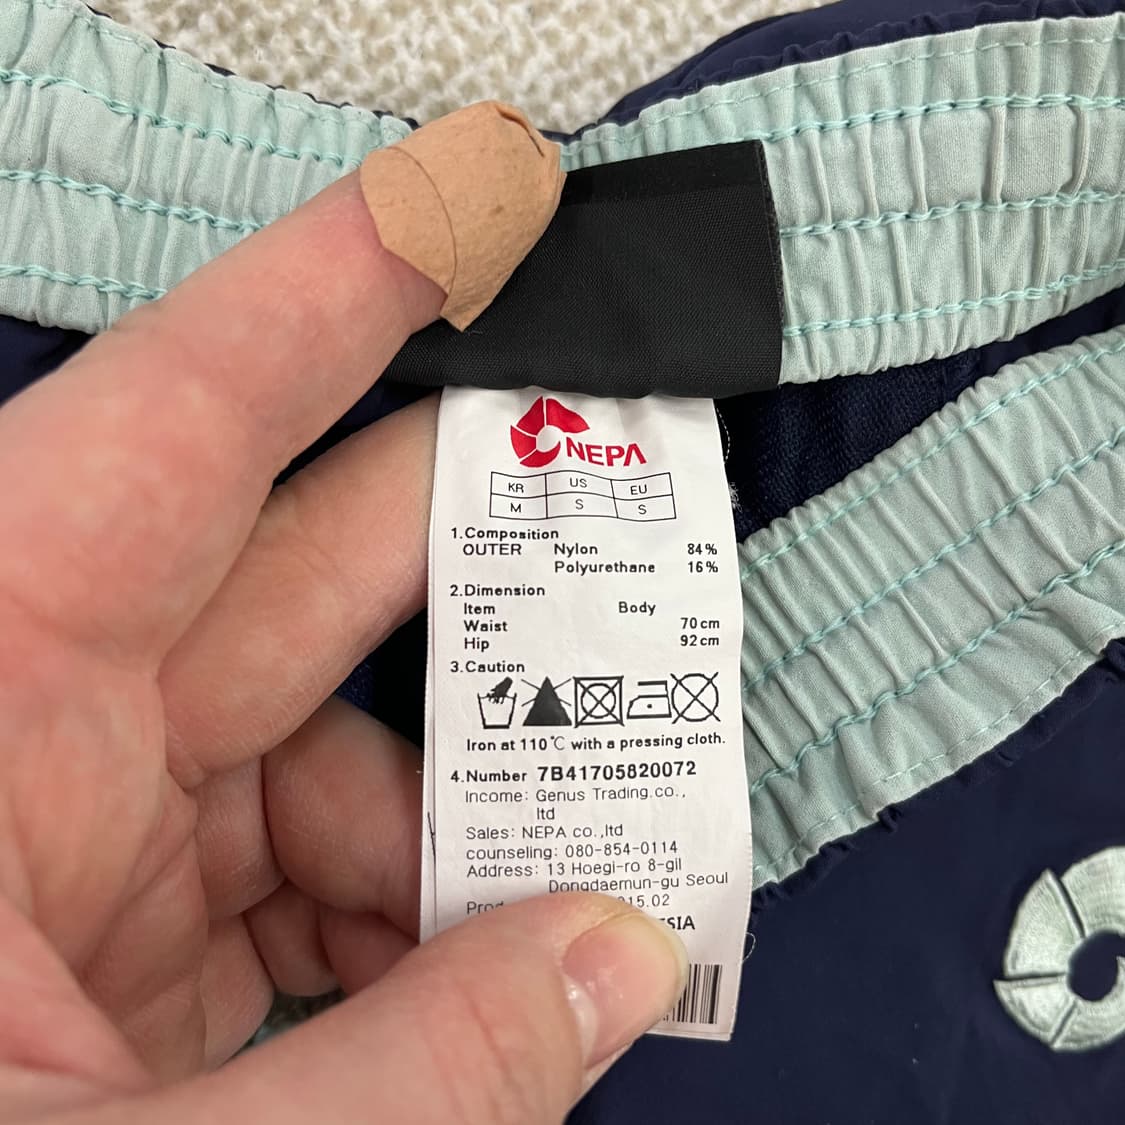 NEPA
KR US EU
M S S
1.Composition
OUTER Nylon 84%
Polyurethane 16%
2.Dimension
Item Body
Waist 70cm
Hip 92cm
3.Caution
Iron at 110℃ with a pressing cloth.
4.Number 7B41705820072
Income: Genus Trading.co.,
ltd
Sales: NEPA co.,ltd
counseling: 080-854-0114
Address: 13 Hoegi-ro 8-gil
Dongdaemun-gu Seoul